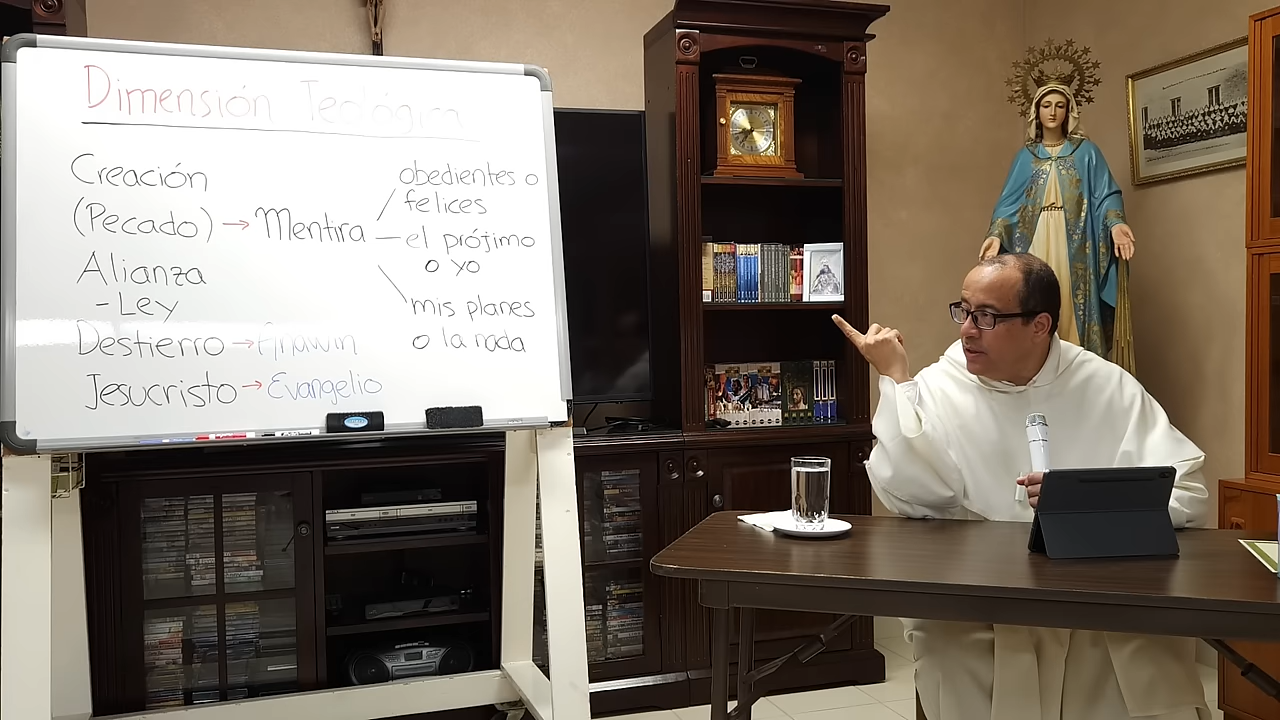 Dimensión Teológica
Creación
(Pecado) → Mentira
Alianza
- Ley
Destierro → Anawin
Jesucristo → Evangelio
obedientes o
felices
el prójimo
o yo
mis planes
o la nada